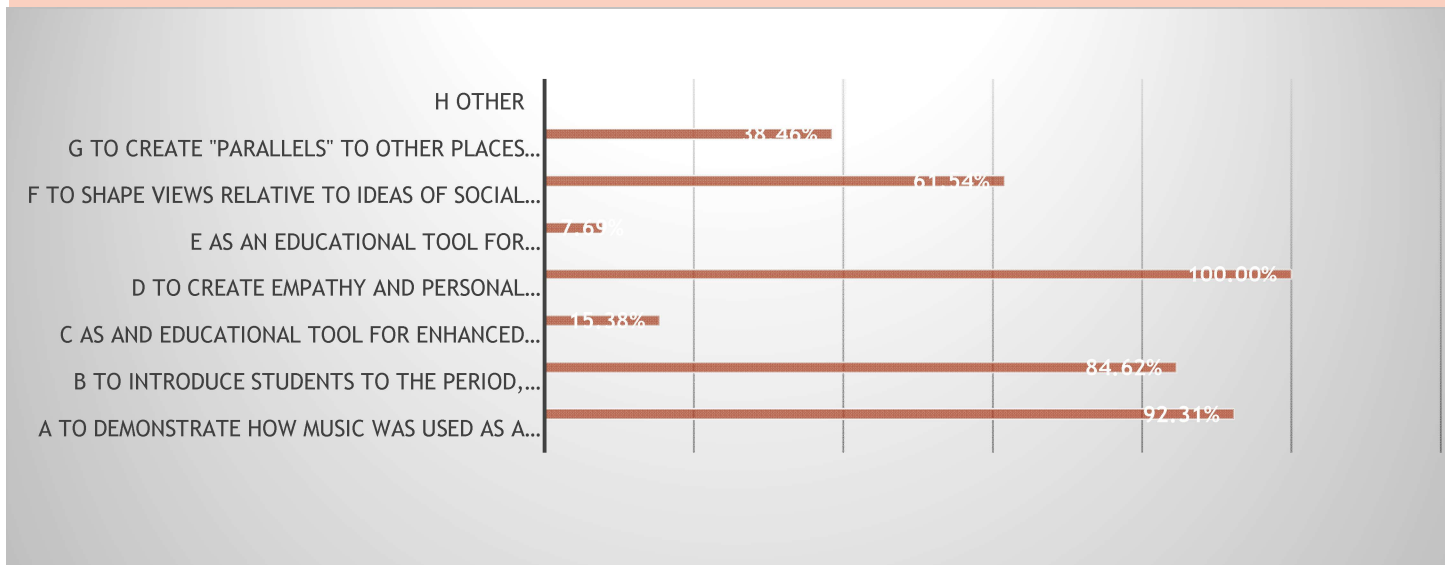 H OTHER
38.46%
G TO CREATE "PARALLELS" TO OTHER PLACES...
61.54%
F TO SHAPE VIEWS RELATIVE TO IDEAS OF SOCIAL...
7.69%
E AS AN EDUCATIONAL TOOL FOR...
100.00%
D TO CREATE EMPATHY AND PERSONAL...
15.38%
C AS AND EDUCATIONAL TOOL FOR ENHANCED...
84.62%
B TO INTRODUCE STUDENTS TO THE PERIOD,...
92.31%
A TO DEMONSTRATE HOW MUSIC WAS USED AS A...